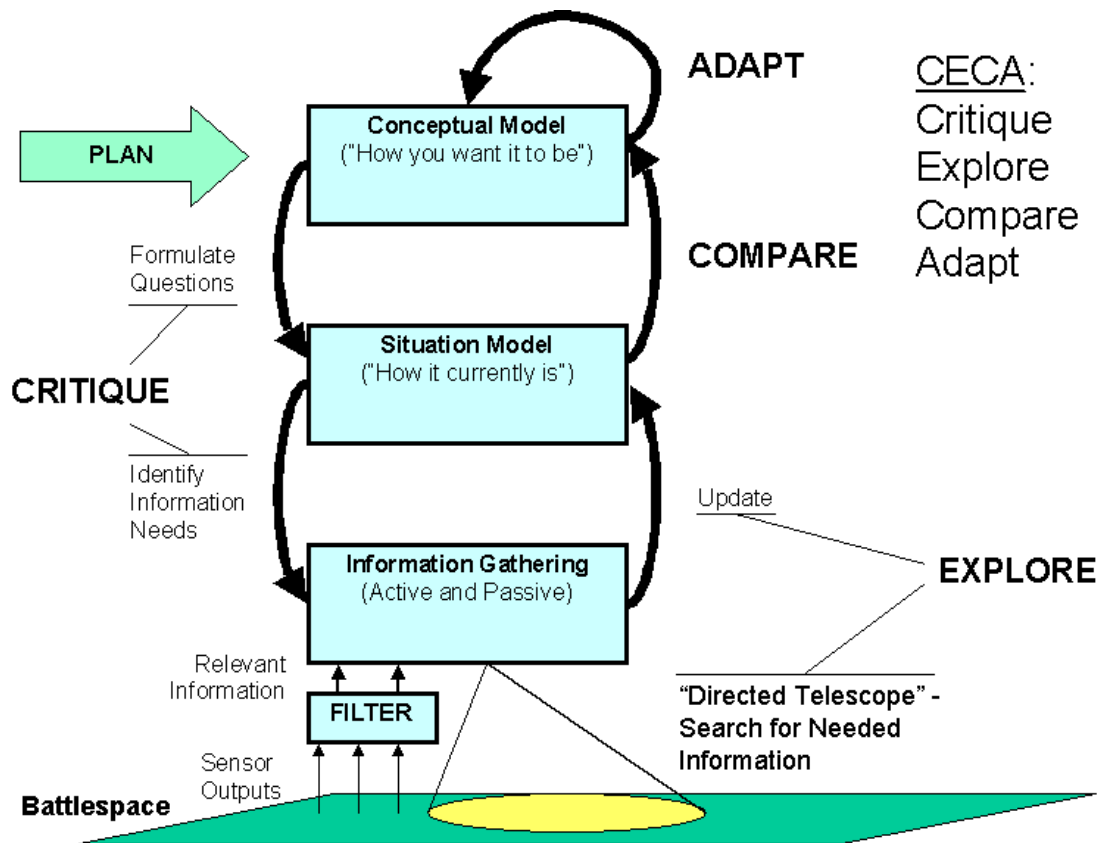 ADAPT
CECA:
Critique
Explore
Compare
Adapt
PLAN
Conceptual Model
("How you want it to be")
COMPARE
Formulate
Questions
CRITIQUE
Identify
Information
Needs
Situation Model
("How it currently is")
Update
EXPLORE
Information Gathering
(Active and Passive)
Relevant
Information
FILTER
Sensor
Outputs
“Directed Telescope” -
Search for Needed
Information
Battlespace